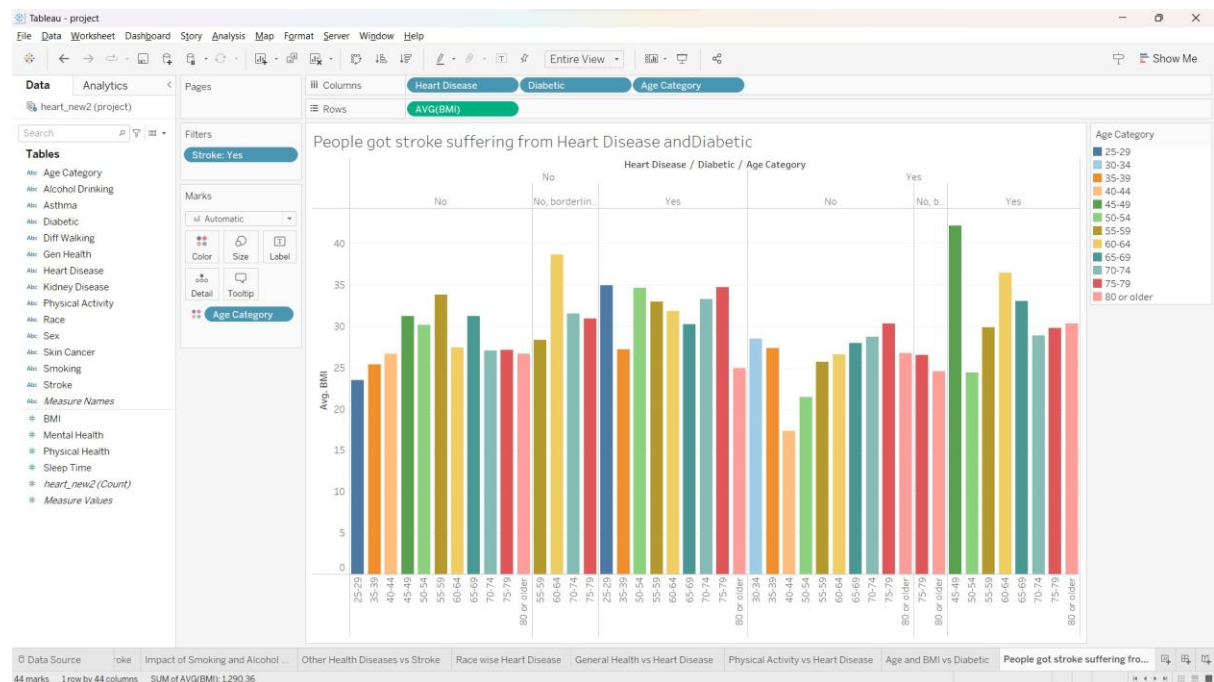 Tableau - project
File Data Worksheet Dashboard Story Analysis Map Format Server Window Help
Entire View
Show Me
Data Analytics
heart_new2 (project)
Search
Tables
Age Category
Alcohol Drinking
Asthma
Diabetic
Diff Walking
Gen Health
Heart Disease
Kidney Disease
Physical Activity
Race
Sex
Skin Cancer
Smoking
Stroke
Measure Names
BMI
Mental Health
Physical Health
Sleep Time
heart_new2 (Count)
Measure Values
Pages
Filters
Stroke: Yes
Marks
Automatic
Color Size Label
Detail Tooltip
Age Category
Columns Heart Disease Diabetic Age Category
Rows AVG(BMI)
People got stroke suffering from Heart Disease andDiabetic
Heart Disease / Diabetic / Age Category
No Yes
No No, borderlin.. Yes No No, b.. Yes
Avg. BMI
40
35
30
25
20
15
10
5
0
25-29 35-39 40-44 45-49 50-54 55-59 60-64 65-69 70-74 75-79 80 or older 55-59 60-64 70-74 75-79 25-29 35-39 50-54 55-59 60-64 65-69 70-74 75-79 80 or older 30-34 35-39 40-44 50-54 55-59 60-64 65-69 70-74 75-79 80 or older 75-79 80 or older 45-49 50-54 55-59 60-64 65-69 70-74 75-79 80 or older
Age Category
25-29
30-34
35-39
40-44
45-49
50-54
55-59
60-64
65-69
70-74
75-79
80 or older
Data Source roke Impact of Smoking and Alcohol ... Other Health Diseases vs Stroke Race wise Heart Disease General Health vs Heart Disease Physical Activity vs Heart Disease Age and BMI vs Diabetic People got stroke suffering fro...
44 marks 1 row by 44 columns SUM of AVG(BMI): 1,290.36